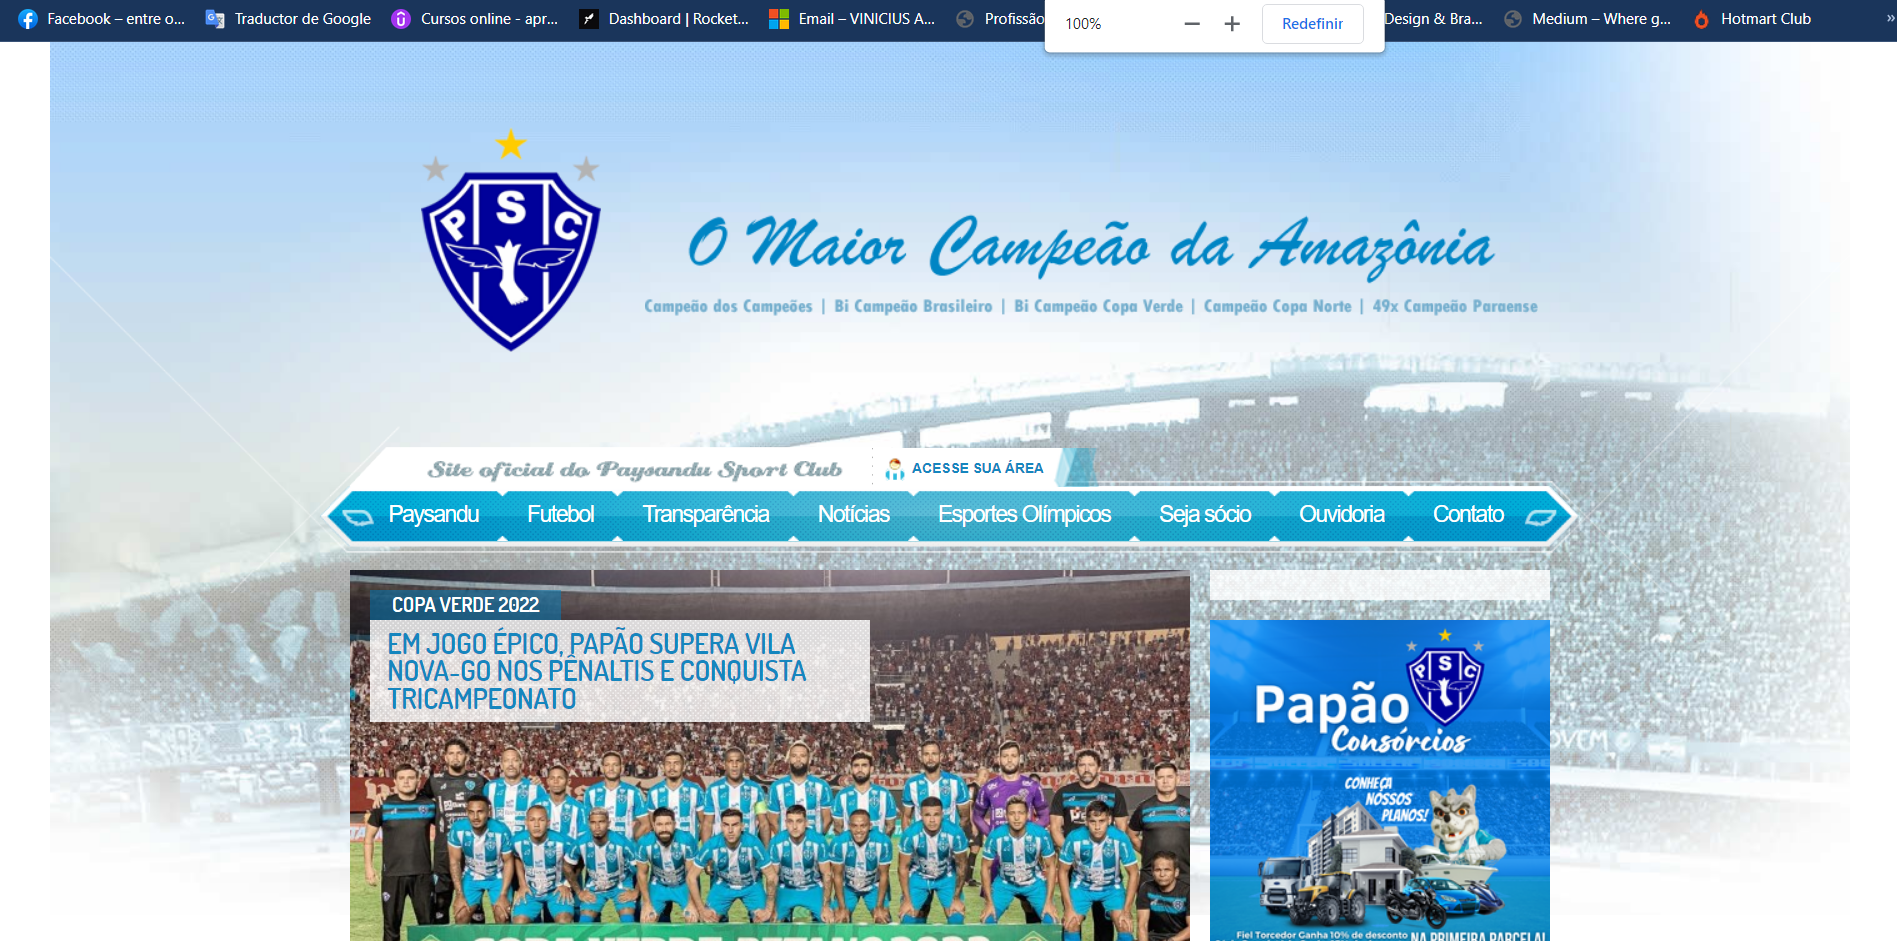 Facebook – entre o...
Traductor de Google
Cursos online - apr...
Dashboard | Rocket...
Email – VINICIUS A...
Profissão
100%
Redefinir
Design & Bra...
Medium – Where g...
Hotmart Club
»
P S C
O Maior Campeão da Amazônia
Campeão dos Campeões | Bi Campeão Brasileiro | Bi Campeão Copa Verde | Campeão Copa Norte | 49x Campeão Paraense
Site oficial do Paysandu Sport Club
ACESSE SUA ÁREA
Paysandu
Futebol
Transparência
Notícias
Esportes Olímpicos
Seja sócio
Ouvidoria
Contato
COPA VERDE 2022
EM JOGO ÉPICO, PAPÃO SUPERA VILA
NOVA-GO NOS PÊNALTIS E CONQUISTA
TRICAMPEONATO
P S C
Papão
Consórcios
CONHEÇA
NOSSOS
PLANOS!
Fiel Torcedor Ganha 10% de desconto NA PRIMEIRA PARCELA!